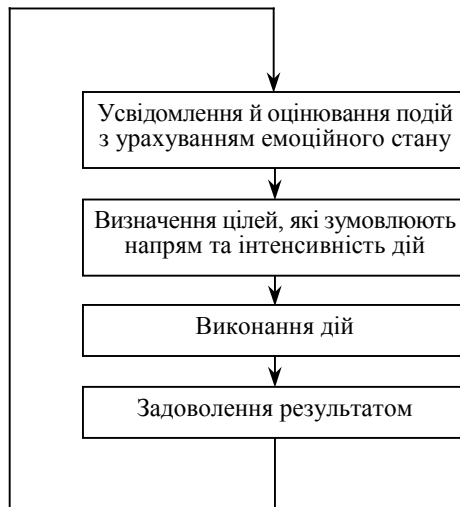 Усвідомлення й оцінювання подій
з урахуванням емоційного стану
Визначення цілей, які зумовлюють
напрям та інтенсивність дій
Виконання дій
Задоволення результатом